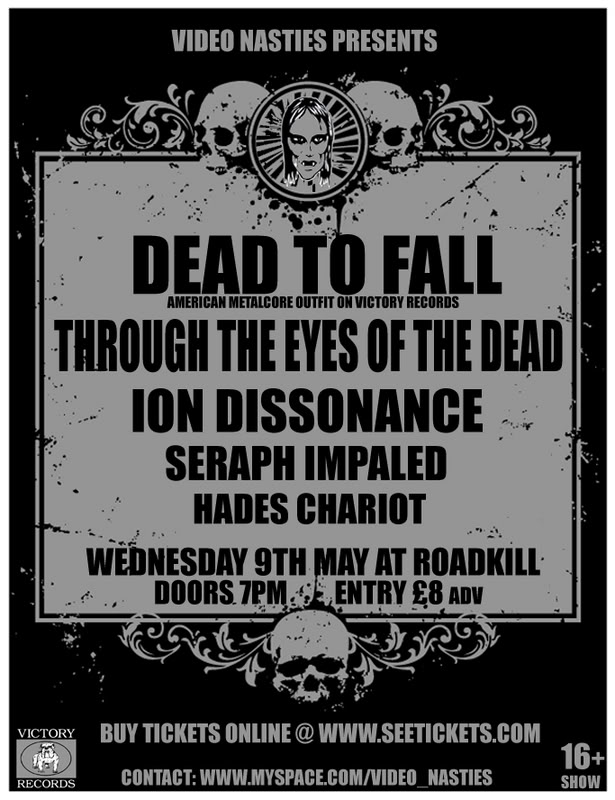 VIDEO NASTIES PRESENTS
DEAD TO FALL
AMERICAN METALCORE OUTFIT ON VICTORY RECORDS
THROUGH THE EYES OF THE DEAD
ION DISSONANCE
SERAPH IMPALED
HADES CHARIOT
WEDNESDAY 9TH MAY AT ROADKILL
DOORS 7PM ENTRY £8 ADV
BUY TICKETS ONLINE @ WWW.SEETICKETS.COM
CONTACT: WWW.MYSPACE.COM/VIDEO_NASTIES
VICTORY
RECORDS
16+
SHOW